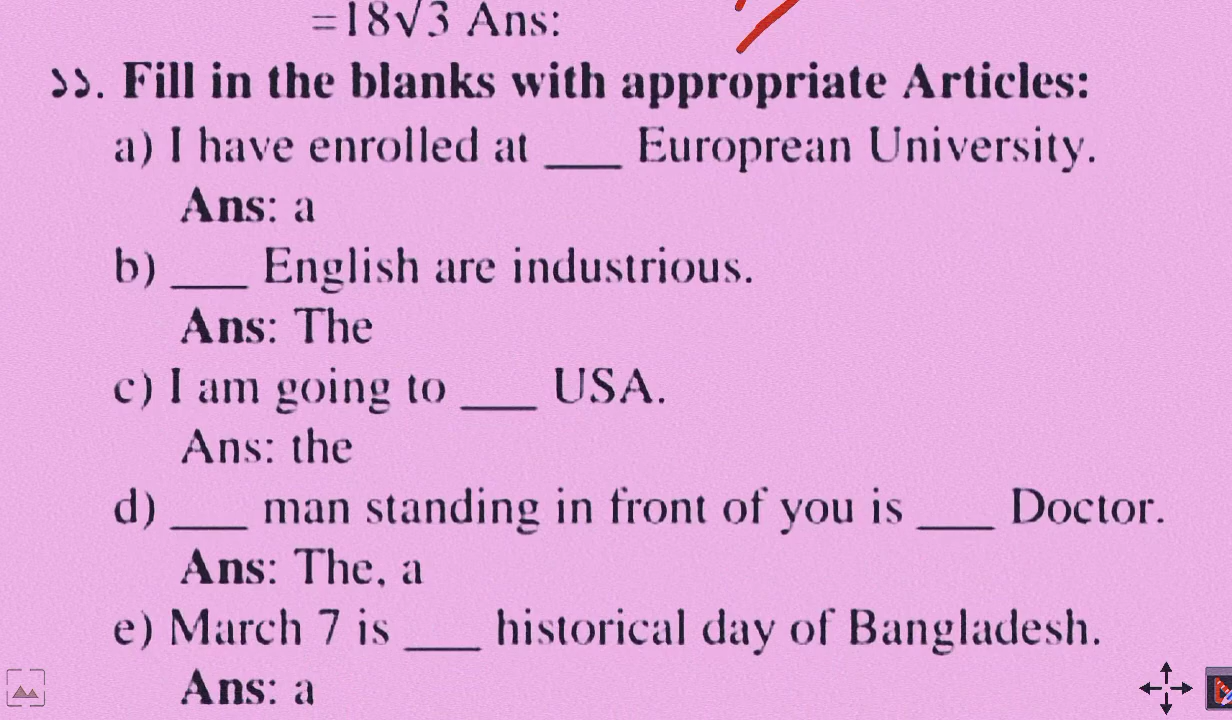 =18√3 Ans:
১১. Fill in the blanks with appropriate Articles:
a) I have enrolled at ___ Europrean University.
Ans: a
b) ___ English are industrious.
Ans: The
c) I am going to ___ USA.
Ans: the
d) ___ man standing in front of you is ___ Doctor.
Ans: The, a
e) March 7 is ___ historical day of Bangladesh.
Ans: a